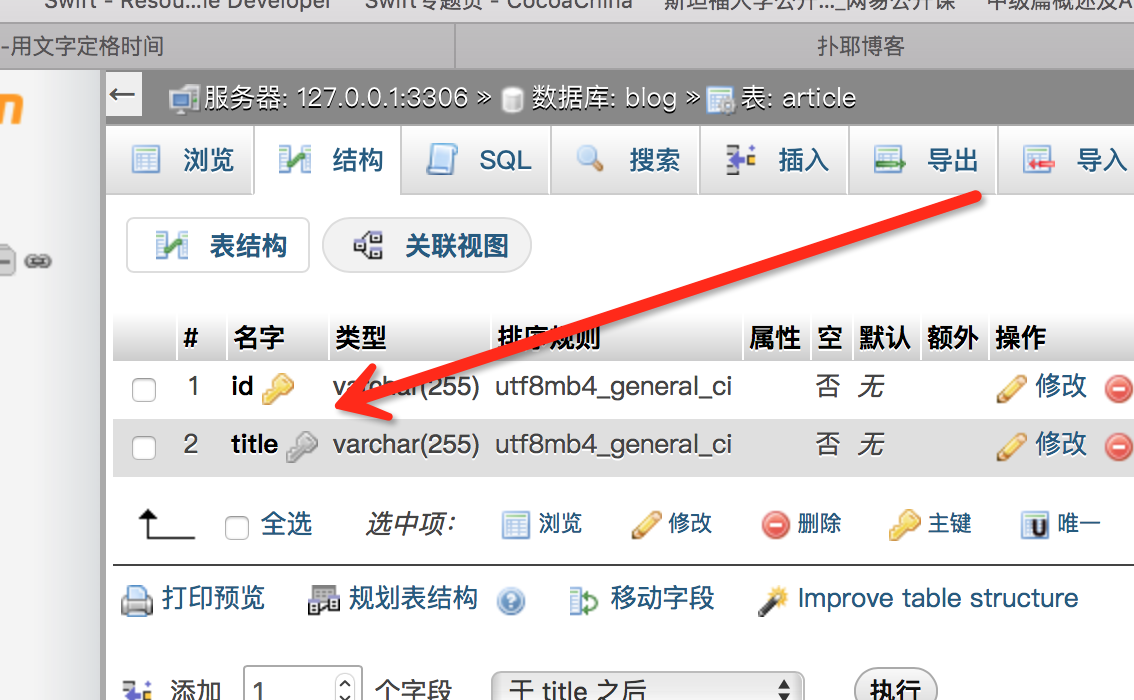 Swift - Resou...le Developer Swift专题页 - CocoaChina 斯坦福大学公开..._网易公开课 中级篇概述及A
-用文字定格时间 扑耶博客
n
服务器: 127.0.0.1:3306 » 数据库: blog » 表: article
浏览 结构 SQL 搜索 插入 导出 导入
表结构 关联视图
# 名字 类型 排序规则 属性 空 默认 额外 操作
1 id varchar(255) utf8mb4_general_ci 否 无 修改
2 title varchar(255) utf8mb4_general_ci 否 无 修改
全选 选中项: 浏览 修改 删除 主键 唯一
打印预览 规划表结构 移动字段 Improve table structure
添加 1 个字段 于 title 之后 执行